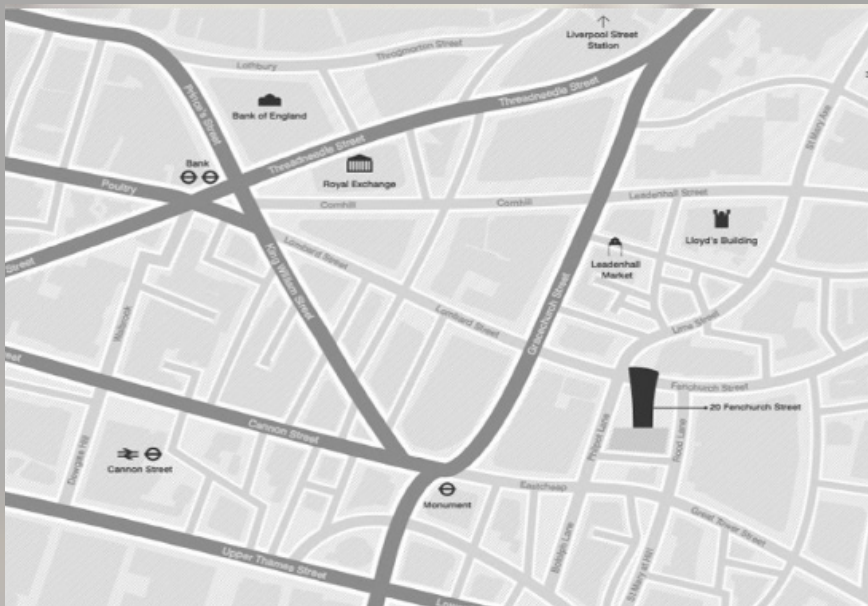 Liverpool Street
Station
Throgmorton Street
Lothbury
Prince's Street
Bank of England
Threadneedle Street
Threadneedle Street
St Mary Axe
Bank
Royal Exchange
Poultry
Cornhill
Cornhill
Leadenhall Street
Lloyd's Building
Leadenhall
Market
Lombard Street
King William Street
Street
Walbrook
Lombard Street
Gracechurch Street
Lime Street
Fenchurch Street
20 Fenchurch Street
Cannon Street
Philpot Lane
Rood Lane
Dowgate Hill
Cannon Street
Eastcheap
Monument
Great Tower Street
Upper Thames Street
Botolph Lane
St Mary at Hill